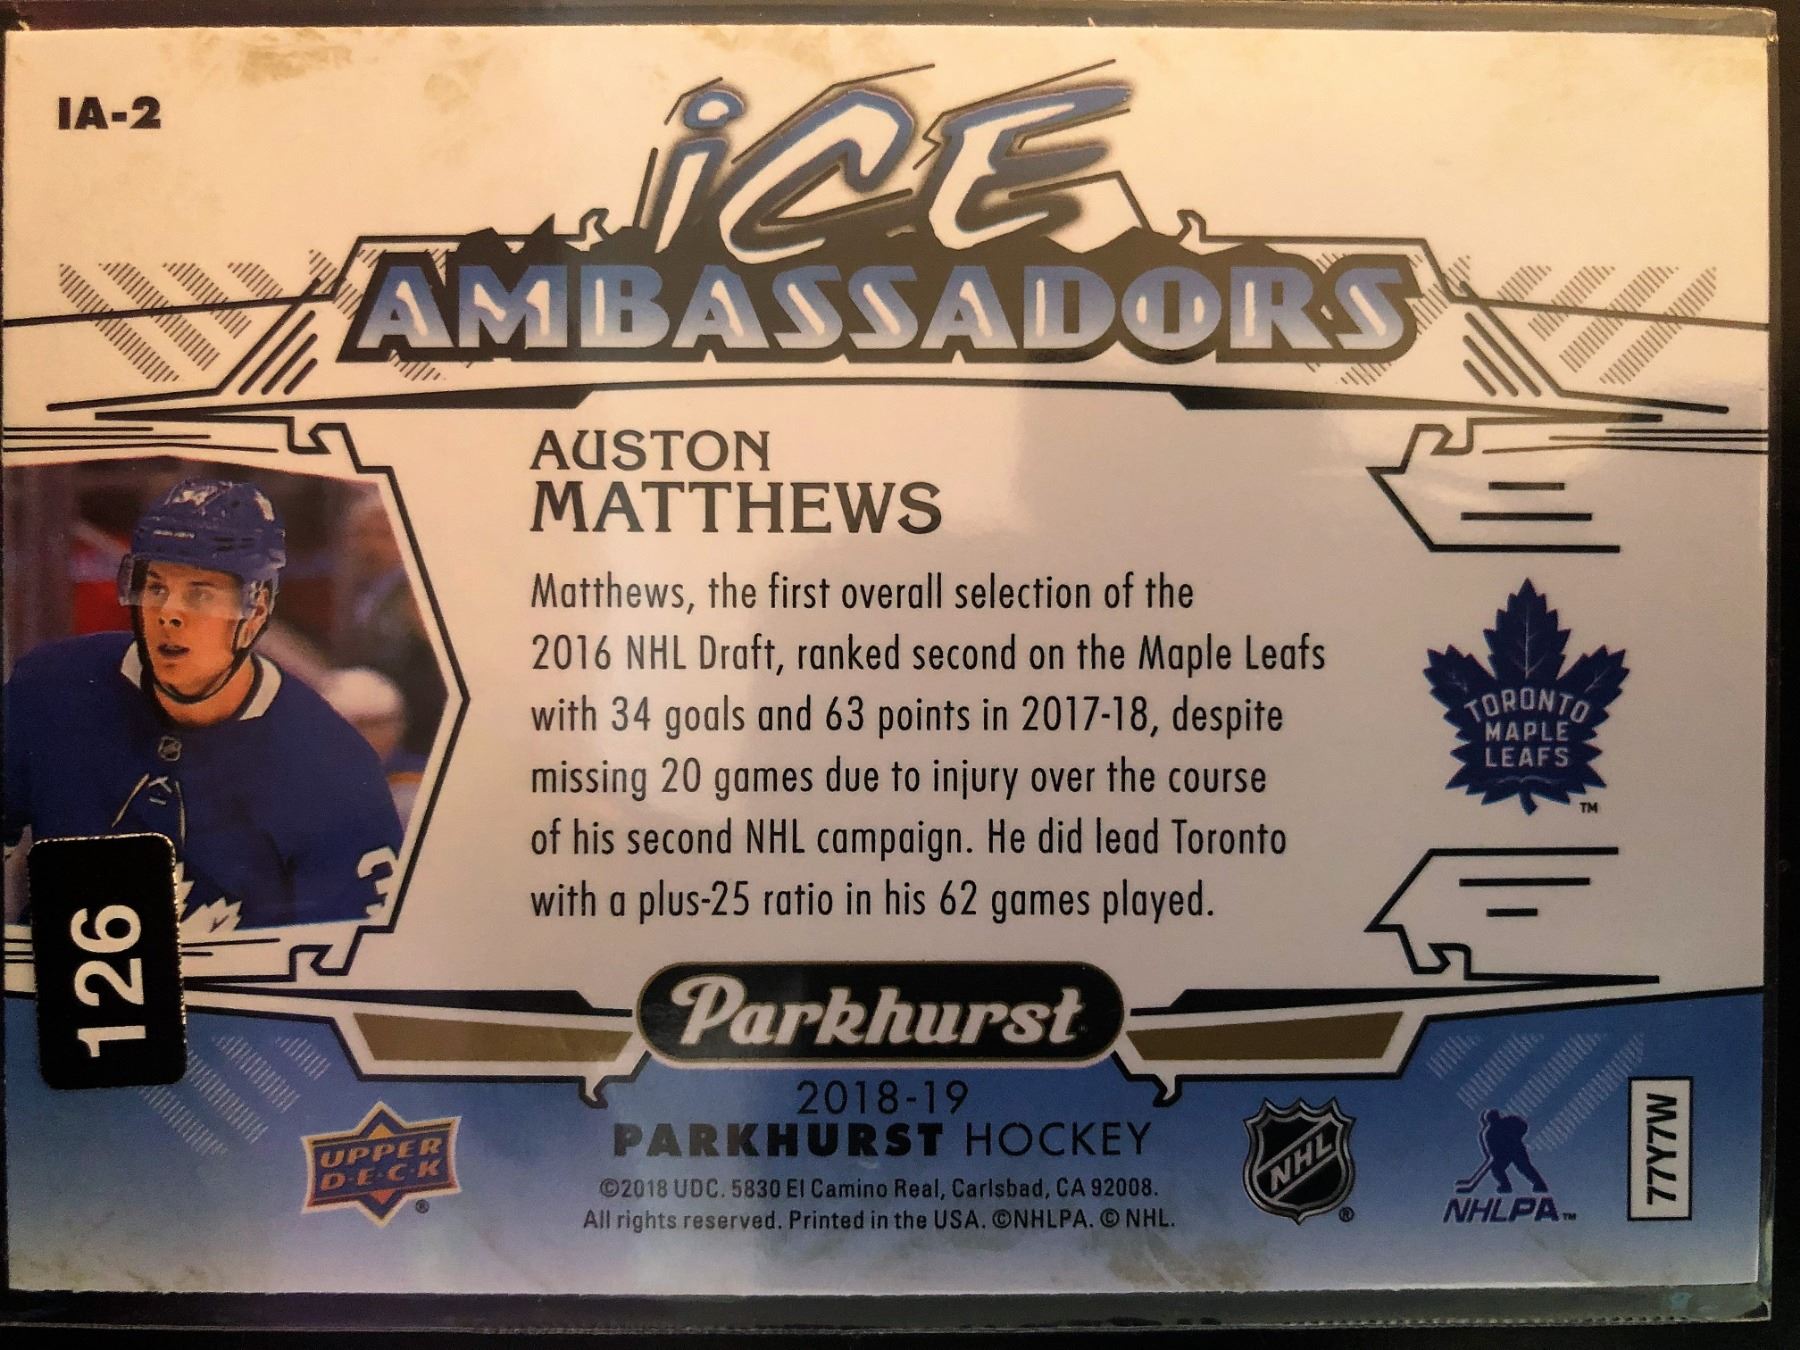 IA-2
iCE
AMBASSADORS
AUSTON
MATTHEWS
Matthews, the first overall selection of the
2016 NHL Draft, ranked second on the Maple Leafs
with 34 goals and 63 points in 2017-18, despite
missing 20 games due to injury over the course
of his second NHL campaign. He did lead Toronto
with a plus-25 ratio in his 62 games played.
TORONTO
MAPLE
LEAFS
TM
126
Parkhurst
2018-19
PARKHURST HOCKEY
UPPER
D·E·C·K
®
©2018 UDC. 5830 El Camino Real, Carlsbad, CA 92008.
All rights reserved. Printed in the USA. ©NHLPA. © NHL.
NHL
®
NHLPA™
77Y7W